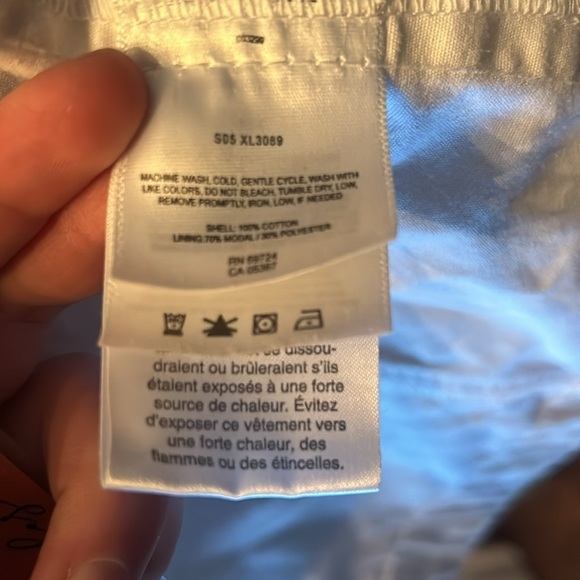 S05 XL3089
MACHINE WASH, COLD, GENTLE CYCLE, WASH WITH
LIKE COLORS, DO NOT BLEACH, TUMBLE DRY, LOW,
REMOVE PROMPTLY, IRON, LOW, IF NEEDED
SHELL: 100% COTTON
LINING: 70% MODAL / 30% POLYESTER
RN 69724
CA 05367
dissou-
draient ou brûleraient s'ils
étaient exposés à une forte
source de chaleur. Évitez
d'exposer ce vêtement vers
une forte chaleur, des
flammes ou des étincelles.